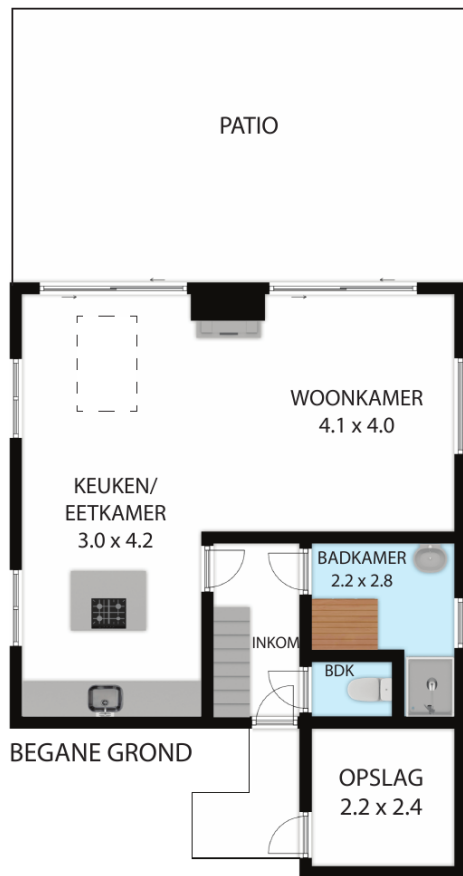 PATIO
WOONKAMER
4.1 x 4.0
KEUKEN/
EETKAMER
3.0 x 4.2
BADKAMER
2.2 x 2.8
INKOM
BDK
BEGANE GROND
OPSLAG
2.2 x 2.4